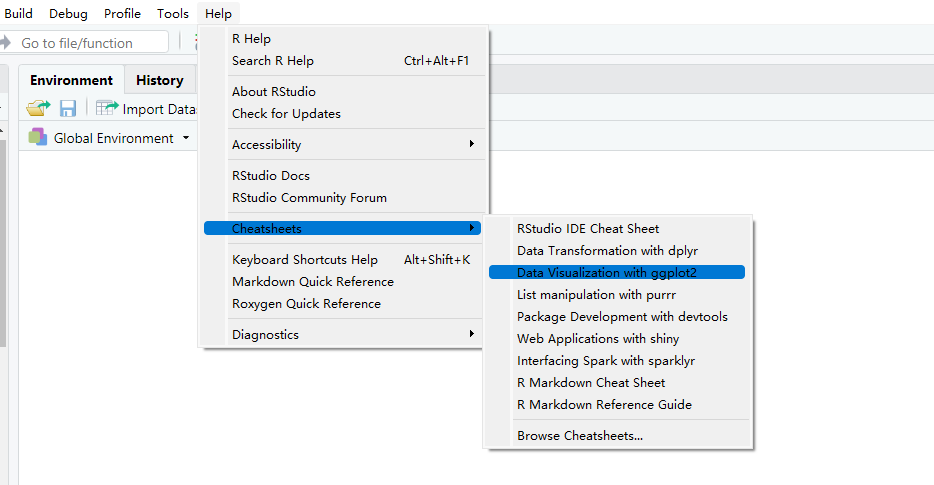 Build Debug Profile Tools Help
Go to file/function
R Help
Search R Help Ctrl+Alt+F1
Environment History
About RStudio
Import Data
Check for Updates
Global Environment
Accessibility
RStudio Docs
RStudio Community Forum
Cheatsheets
Keyboard Shortcuts Help Alt+Shift+K
Markdown Quick Reference
Roxygen Quick Reference
Diagnostics
RStudio IDE Cheat Sheet
Data Transformation with dplyr
Data Visualization with ggplot2
List manipulation with purrr
Package Development with devtools
Web Applications with shiny
Interfacing Spark with sparklyr
R Markdown Cheat Sheet
R Markdown Reference Guide
Browse Cheatsheets...